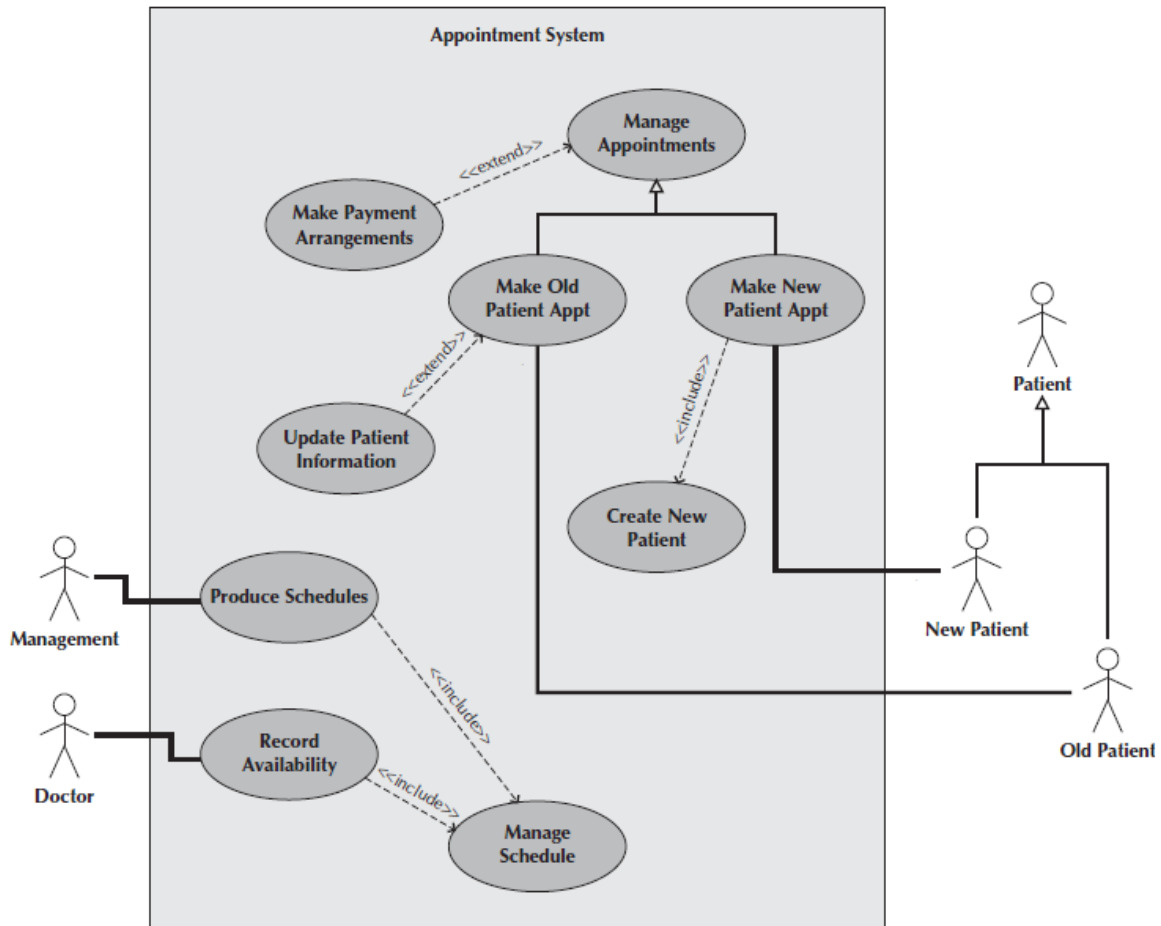 Appointment System
Manage
Appointments
<<extend>>
Make Payment
Arrangements
Make Old
Patient Appt
Make New
Patient Appt
Patient
<<extend>>
<<include>>
Update Patient
Information
Create New
Patient
Management
Produce Schedules
New Patient
<<include>>
Record
Availability
Doctor
<<include>>
Old Patient
Manage
Schedule